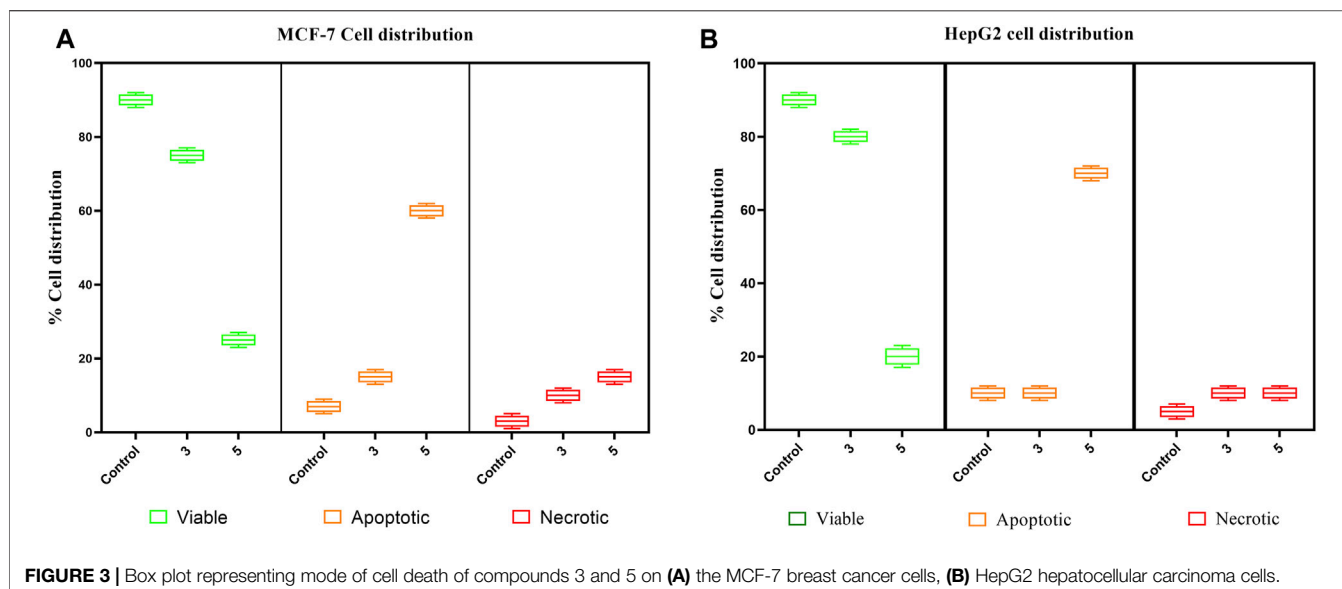 A
MCF-7 Cell distribution
% Cell distribution
100
80
60
40
20
0
Control
3
5
Control
3
5
Control
3
5
Viable
Apoptotic
Necrotic
B
HepG2 cell distribution
% Cell distribution
100
80
60
40
20
0
Control
3
5
Control
3
5
Control
3
5
Viable
Apoptotic
Necrotic
FIGURE 3 | Box plot representing mode of cell death of compounds 3 and 5 on (A) the MCF-7 breast cancer cells, (B) HepG2 hepatocellular carcinoma cells.